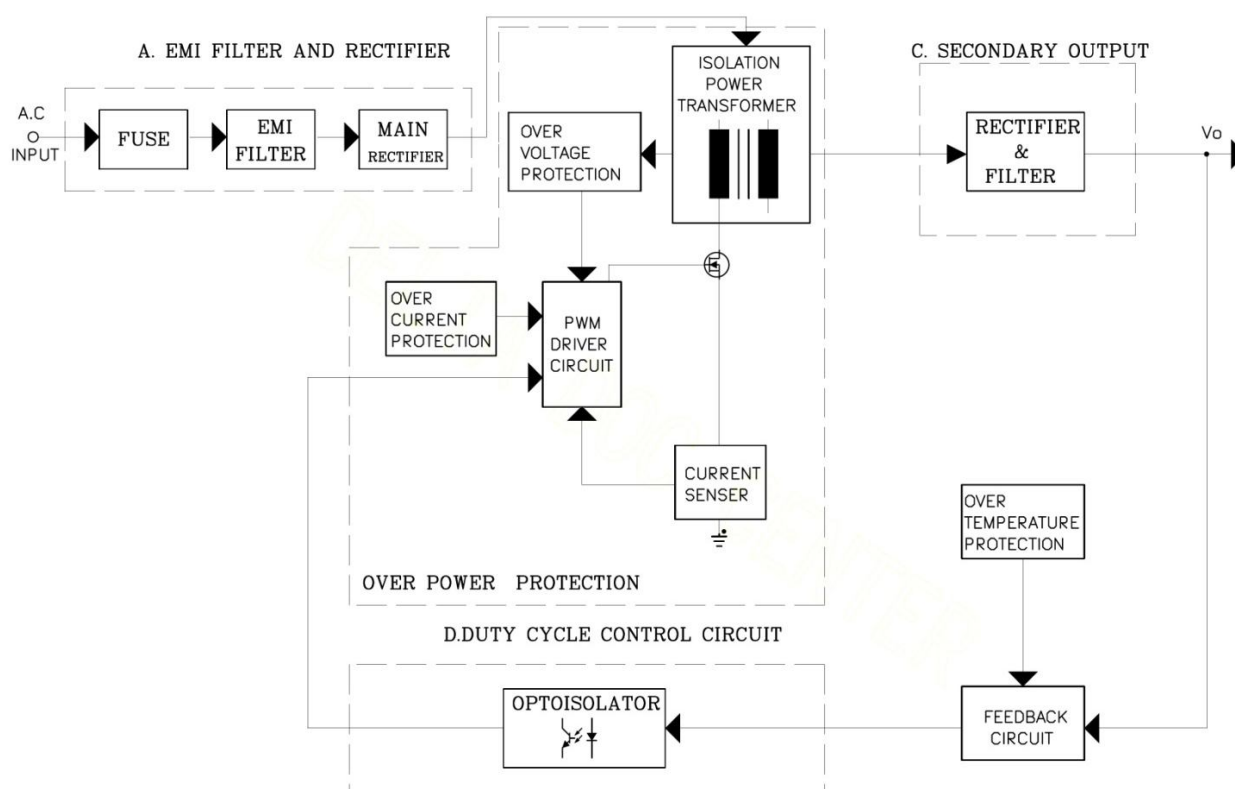 A. EMI FILTER AND RECTIFIER
A.C
INPUT
FUSE
EMI
FILTER
MAIN
RECTIFIER
OVER
VOLTAGE
PROTECTION
ISOLATION
POWER
TRANSFORMER
C. SECONDARY OUTPUT
RECTIFIER
&
FILTER
Vo
OVER
CURRENT
PROTECTION
PWM
DRIVER
CIRCUIT
CURRENT
SENSER
OVER
TEMPERATURE
PROTECTION
OVER POWER PROTECTION
D.DUTY CYCLE CONTROL CIRCUIT
OPTOISOLATOR
FEEDBACK
CIRCUIT